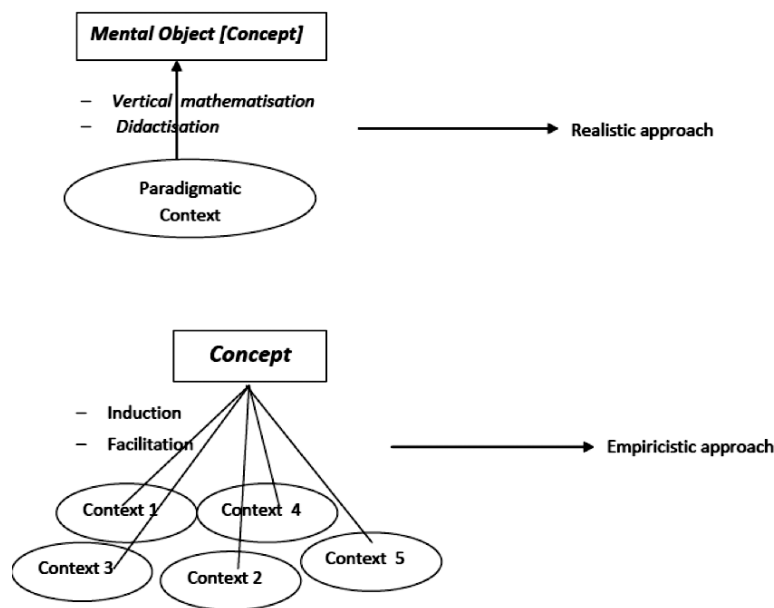 Mental Object [Concept]
– Vertical mathematisation
– Didactisation
Realistic approach
Paradigmatic
Context
Concept
– Induction
– Facilitation
Empiricistic approach
Context 1
Context 4
Context 3
Context 2
Context 5